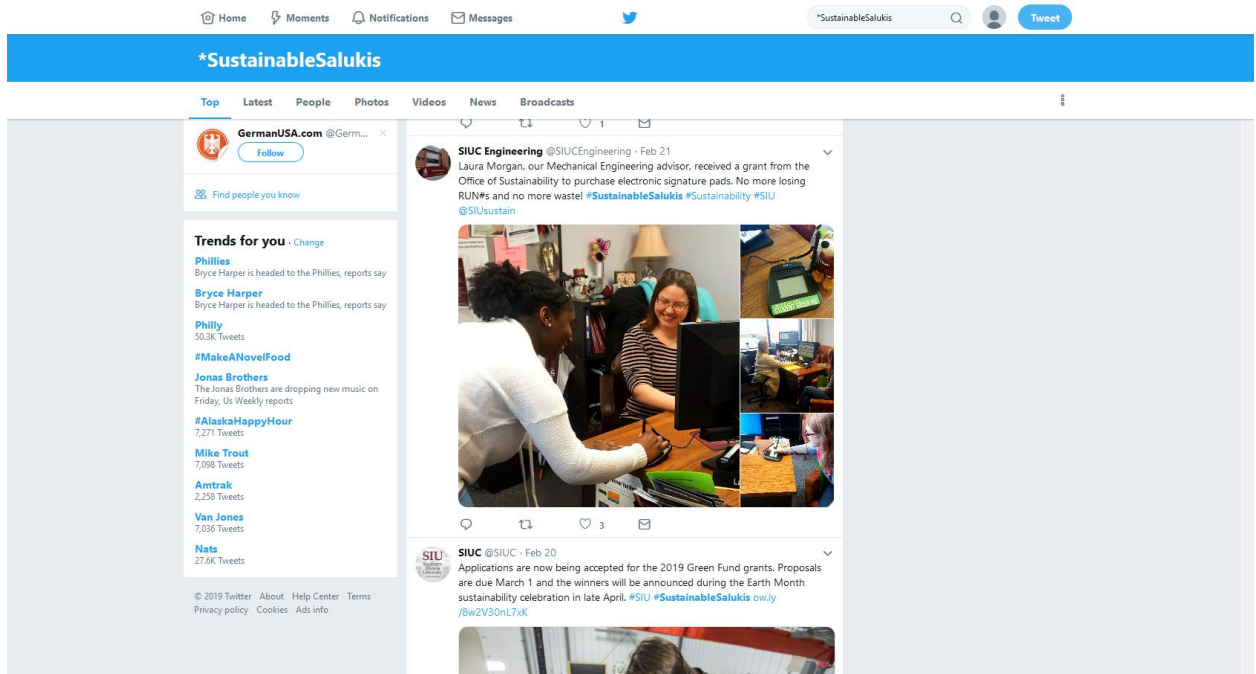 Home Moments Notifications Messages *SustainableSalukis Tweet
*SustainableSalukis
Top Latest People Photos Videos News Broadcasts
GermanUSA.com @Germ...
Follow
Find people you know
Trends for you · Change
Phillies
Bryce Harper is headed to the Phillies, reports say
Bryce Harper
Bryce Harper is headed to the Phillies, reports say
Philly
50.3K Tweets
#MakeANovelFood
Jonas Brothers
The Jonas Brothers are dropping new music on
Friday, Us Weekly reports
#AlaskaHappyHour
7,271 Tweets
Mike Trout
7,098 Tweets
Amtrak
2,258 Tweets
Van Jones
7,036 Tweets
Nats
27.6K Tweets
© 2019 Twitter About Help Center Terms
Privacy policy Cookies Ads info
1
SIUC Engineering @SIUCEngineering · Feb 21
Laura Morgan, our Mechanical Engineering advisor, received a grant from the
Office of Sustainability to purchase electronic signature pads. No more losing
RUN#s and no more waste! #SustainableSalukis #Sustainability #SIU
@SIUsustain
3
SIU
Southern
Illinois
University
SIUC @SIUC · Feb 20
Applications are now being accepted for the 2019 Green Fund grants. Proposals
are due March 1 and the winners will be announced during the Earth Month
sustainability celebration in late April. #SIU #SustainableSalukis ow.ly
/8w2V30nL7xK